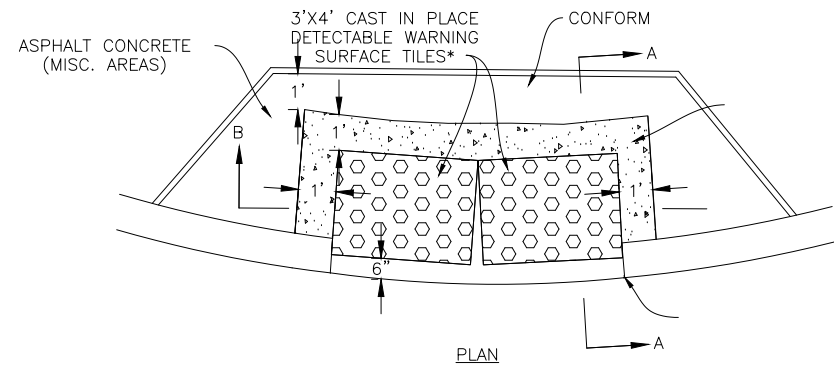 3'X4' CAST IN PLACE
DETECTABLE WARNING
SURFACE TILES*
CONFORM
ASPHALT CONCRETE
(MISC. AREAS)
A
1'
1'
B
1'
1'
6"
A
PLAN